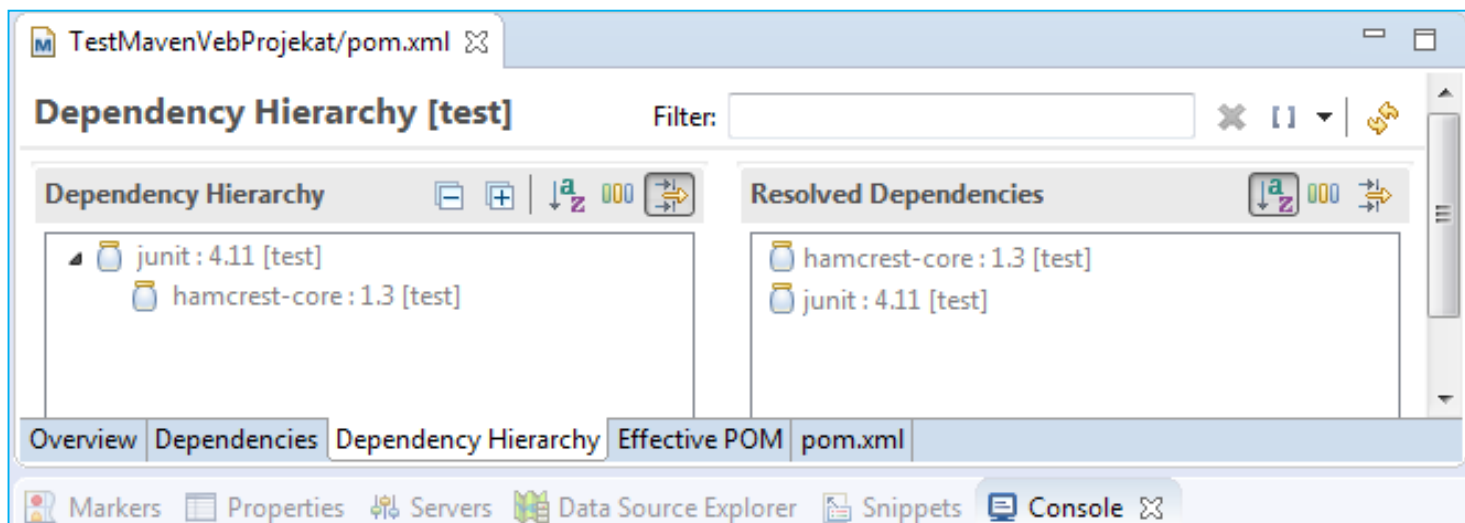 TestMavenVebProjekat/pom.xml
Dependency Hierarchy [test] Filter:
Dependency Hierarchy
junit : 4.11 [test]
hamcrest-core : 1.3 [test]
Resolved Dependencies
hamcrest-core : 1.3 [test]
junit : 4.11 [test]
Overview Dependencies Dependency Hierarchy Effective POM pom.xml
Markers Properties Servers Data Source Explorer Snippets Console